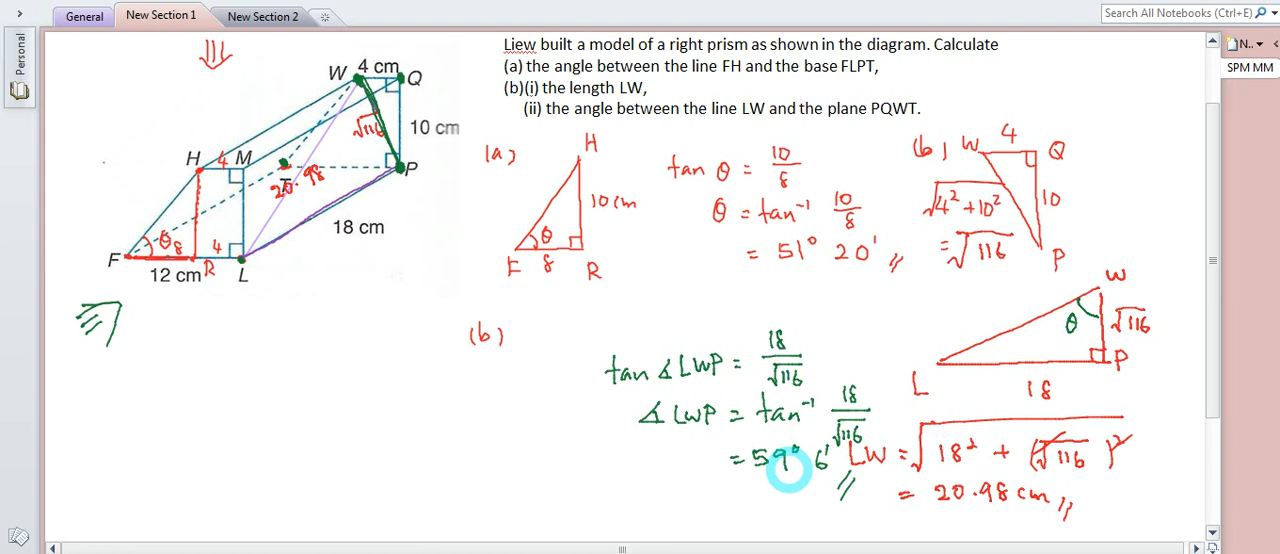 General
New Section 1
New Section 2
Search All Notebooks (Ctrl+E)
Personal
N..
SPM MM
Liew built a model of a right prism as shown in the diagram. Calculate
(a) the angle between the line FH and the base FLPT,
(b)(i) the length LW,
(ii) the angle between the line LW and the plane PQWT.
W 4 cm Q
√116
10 cm
H 4 M
P
T
20.98
18 cm
θ 8 4
F
12 cm R L
(a)
H
10 cm
θ
F 8 R
tan θ = 10/8
θ = tan⁻¹ 10/8
= 51° 20' //
(b) W 4 Q
√4² + 10²
10
= √116
P
(b)
tan ∡ LWP = 18/√116
∡ LWP = tan⁻¹ 18/√116
= 59° 6' //
W
θ
√116
P
L 18
LW = √18² + (√116)²
= 20.98 cm //